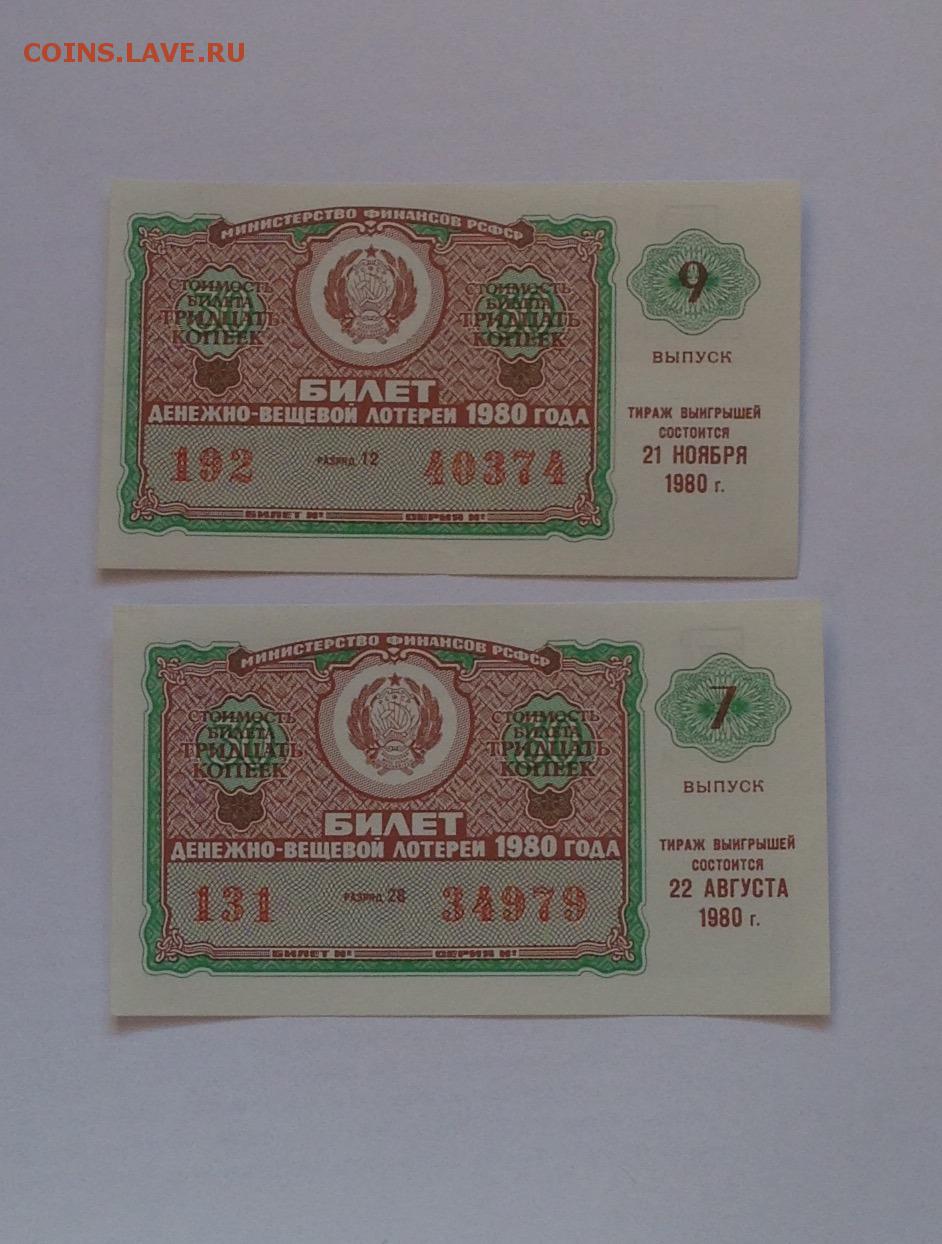 COINS.LAVE.RU
МИНИСТЕРСТВО ФИНАНСОВ РСФСР
СТОИМОСТЬ
БИЛЕТА
ТРИДЦАТЬ
КОПЕЕК
СТОИМОСТЬ
БИЛЕТА
ТРИДЦАТЬ
КОПЕЕК
БИЛЕТ
ДЕНЕЖНО-ВЕЩЕВОЙ ЛОТЕРЕИ 1980 ГОДА
192 РАЗРЯД 12 40374
БИЛЕТ № СЕРИЯ №
9
ВЫПУСК
ТИРАЖ ВЫИГРЫШЕЙ
СОСТОИТСЯ
21 НОЯБРЯ
1980 г.
МИНИСТЕРСТВО ФИНАНСОВ РСФСР
СТОИМОСТЬ
БИЛЕТА
ТРИДЦАТЬ
КОПЕЕК
СТОИМОСТЬ
БИЛЕТА
ТРИДЦАТЬ
КОПЕЕК
БИЛЕТ
ДЕНЕЖНО-ВЕЩЕВОЙ ЛОТЕРЕИ 1980 ГОДА
131 РАЗРЯД 28 34979
БИЛЕТ № СЕРИЯ №
7
ВЫПУСК
ТИРАЖ ВЫИГРЫШЕЙ
СОСТОИТСЯ
22 АВГУСТА
1980 г.